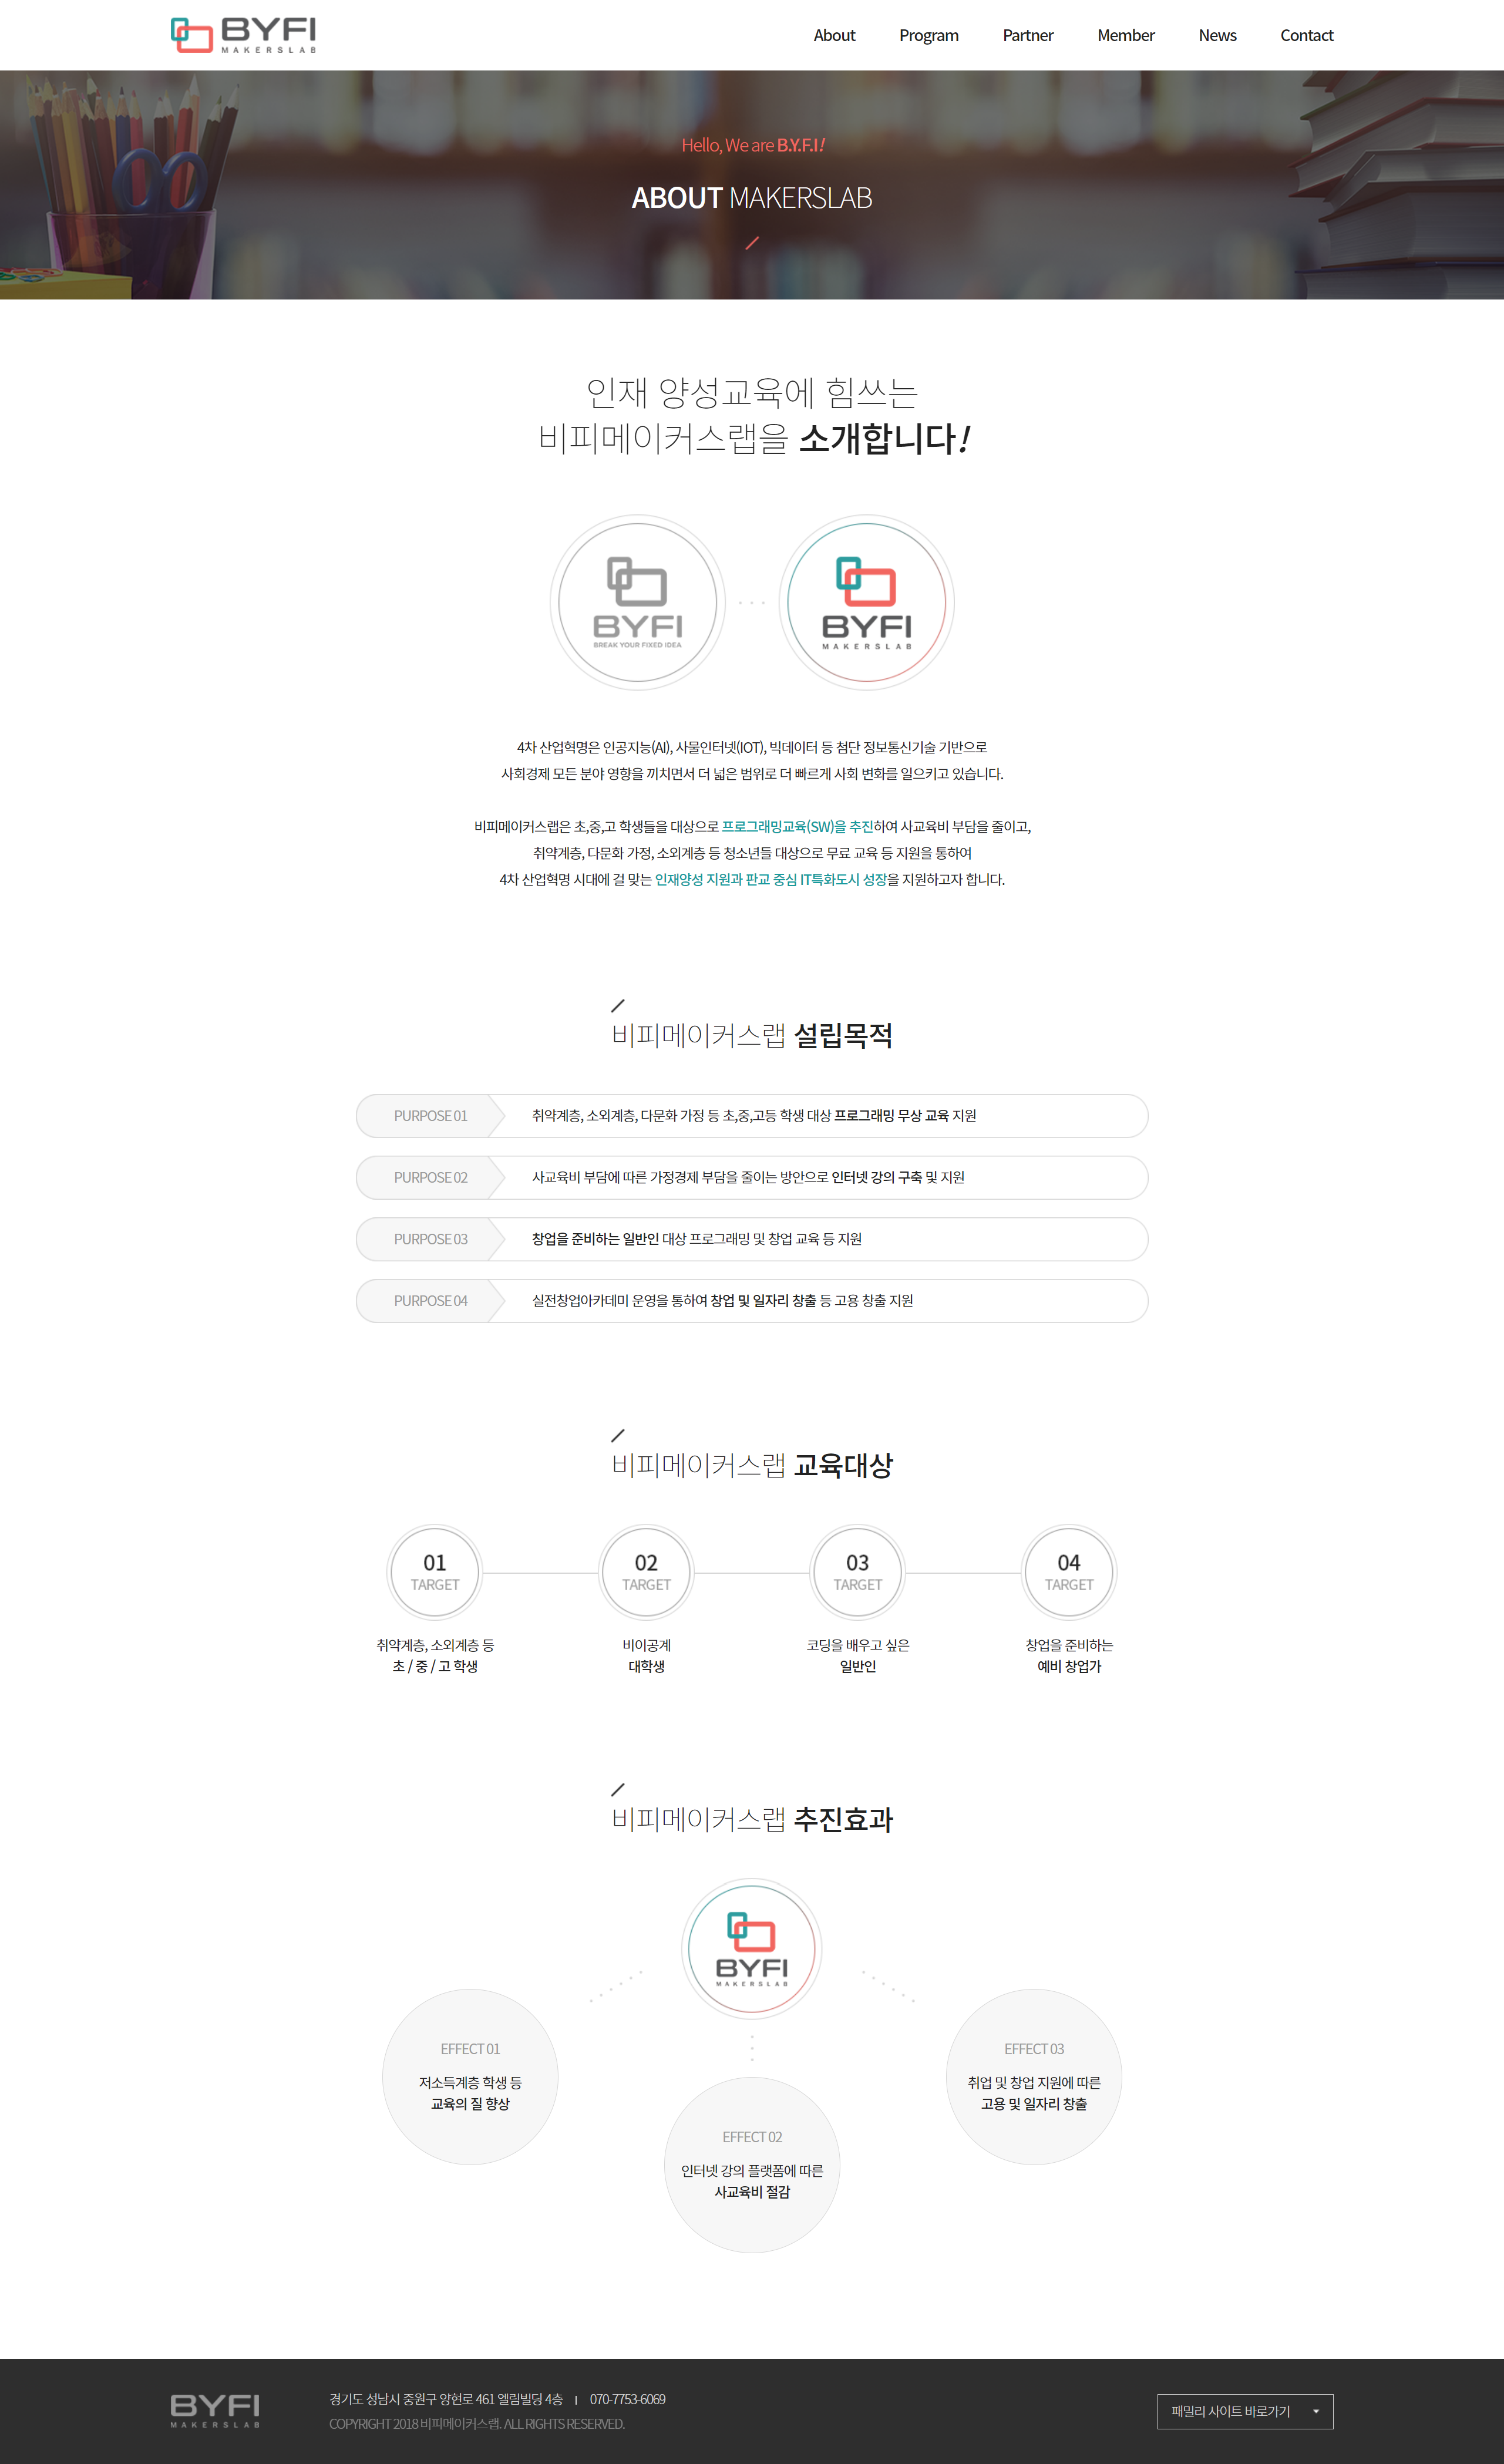 BYFI
MAKERSLAB
About
Program
Partner
Member
News
Contact
Hello, We are B.Y.F.I!
ABOUT MAKERSLAB
인재 양성교육에 힘쓰는
비피메이커스랩을 소개합니다!
BYFI
BREAK YOUR FIXED IDEA
BYFI
MAKERSLAB
4차 산업혁명은 인공지능(AI), 사물인터넷(IOT), 빅데이터 등 첨단 정보통신기술 기반으로
사회경제 모든 분야 영향을 끼치면서 더 넓은 범위로 더 빠르게 사회 변화를 일으키고 있습니다.
비피메이커스랩은 초,중,고 학생들을 대상으로 프로그래밍교육(SW)을 추진하여 사교육비 부담을 줄이고,
취약계층, 다문화 가정, 소외계층 등 청소년들 대상으로 무료 교육 등 지원을 통하여
4차 산업혁명 시대에 걸 맞는 인재양성 지원과 판교 중심 IT특화도시 성장을 지원하고자 합니다.
비피메이커스랩 설립목적
PURPOSE 01
취약계층, 소외계층, 다문화 가정 등 초,중,고등 학생 대상 프로그래밍 무상 교육 지원
PURPOSE 02
사교육비 부담에 따른 가정경제 부담을 줄이는 방안으로 인터넷 강의 구축 및 지원
PURPOSE 03
창업을 준비하는 일반인 대상 프로그래밍 및 창업 교육 등 지원
PURPOSE 04
실전창업아카데미 운영을 통하여 창업 및 일자리 창출 등 고용 창출 지원
비피메이커스랩 교육대상
01
TARGET
취약계층, 소외계층 등
초 / 중 / 고 학생
02
TARGET
비이공계
대학생
03
TARGET
코딩을 배우고 싶은
일반인
04
TARGET
창업을 준비하는
예비 창업가
비피메이커스랩 추진효과
BYFI
MAKERSLAB
EFFECT 01
저소득계층 학생 등
교육의 질 향상
EFFECT 02
인터넷 강의 플랫폼에 따른
사교육비 절감
EFFECT 03
취업 및 창업 지원에 따른
고용 및 일자리 창출
BYFI
MAKERSLAB
경기도 성남시 중원구 양현로 461 엘림빌딩 4층 | 070-7753-6069
COPYRIGHT 2018 비피메이커스랩. ALL RIGHTS RESERVED.
패밀리 사이트 바로가기